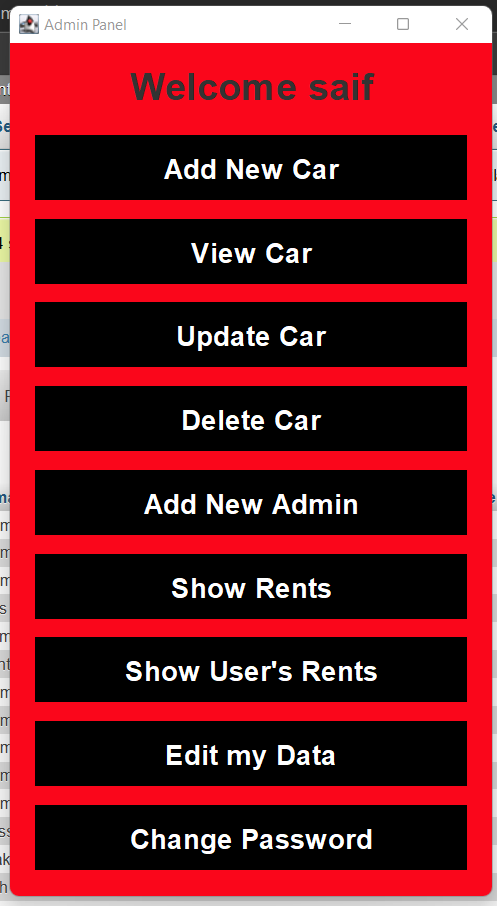 Admin Panel
Welcome saif
Add New Car
View Car
Update Car
Delete Car
Add New Admin
Show Rents
Show User's Rents
Edit my Data
Change Password